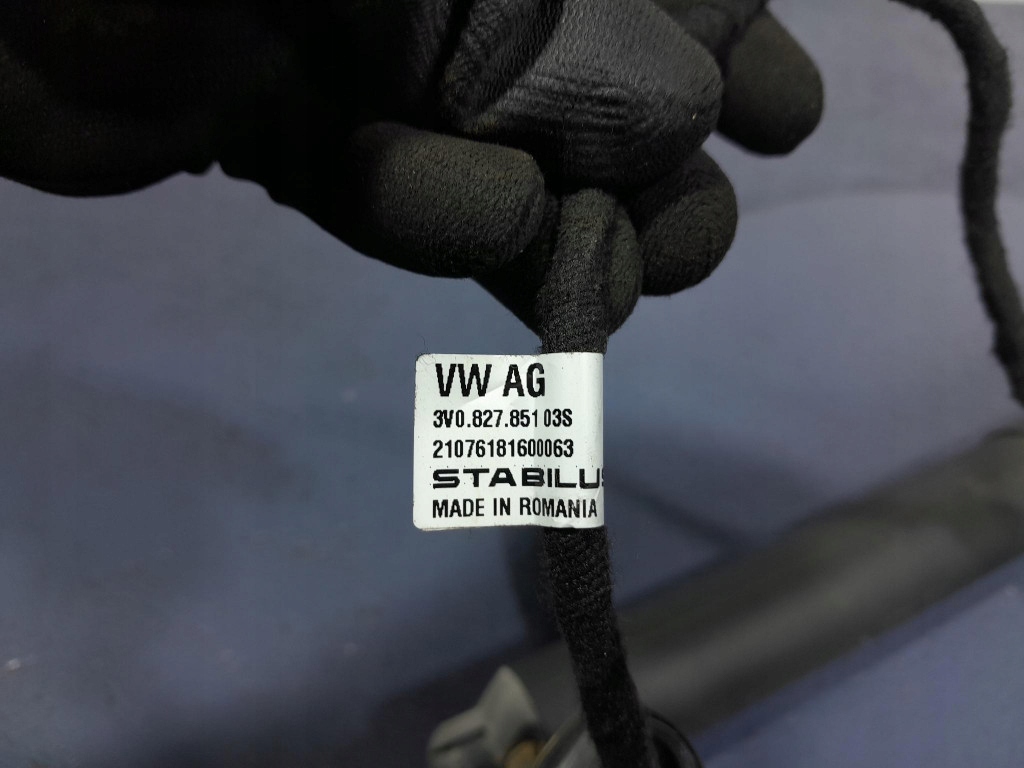 VW AG
3V0.827.851 03S
21076181600063
STABILUS
MADE IN ROMANIA